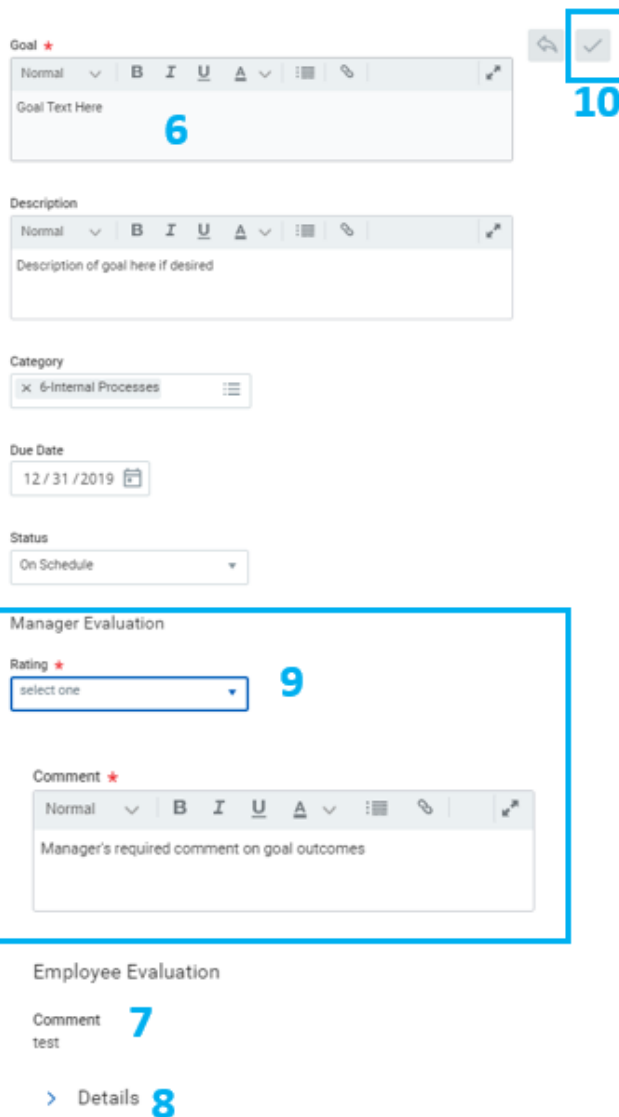 Goal *
Normal B I U A
Goal Text Here
6
10
Description
Normal B I U A
Description of goal here if desired
Category
× 6-Internal Processes
Due Date
12/31/2019
Status
On Schedule
Manager Evaluation
Rating *
select one
9
Comment *
Normal B I U A
Manager's required comment on goal outcomes
Employee Evaluation
Comment
7
test
> Details 8